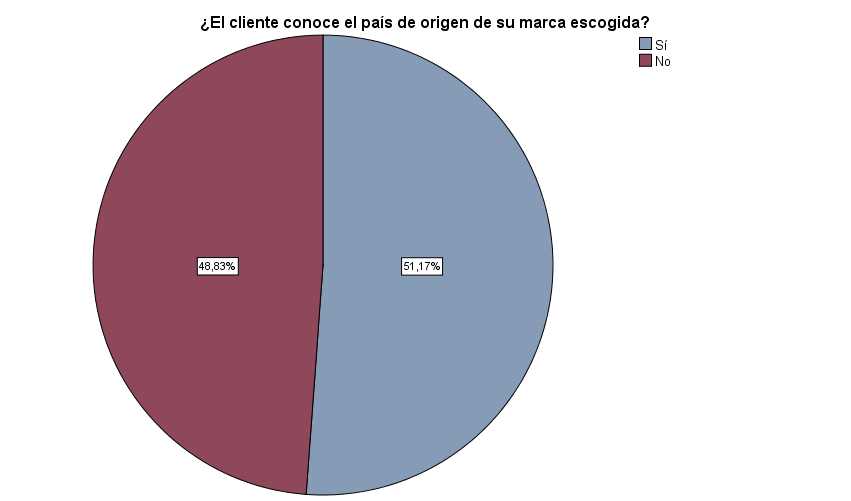 ¿El cliente conoce el país de origen de su marca escogida?
Sí
No
48,83%
51,17%